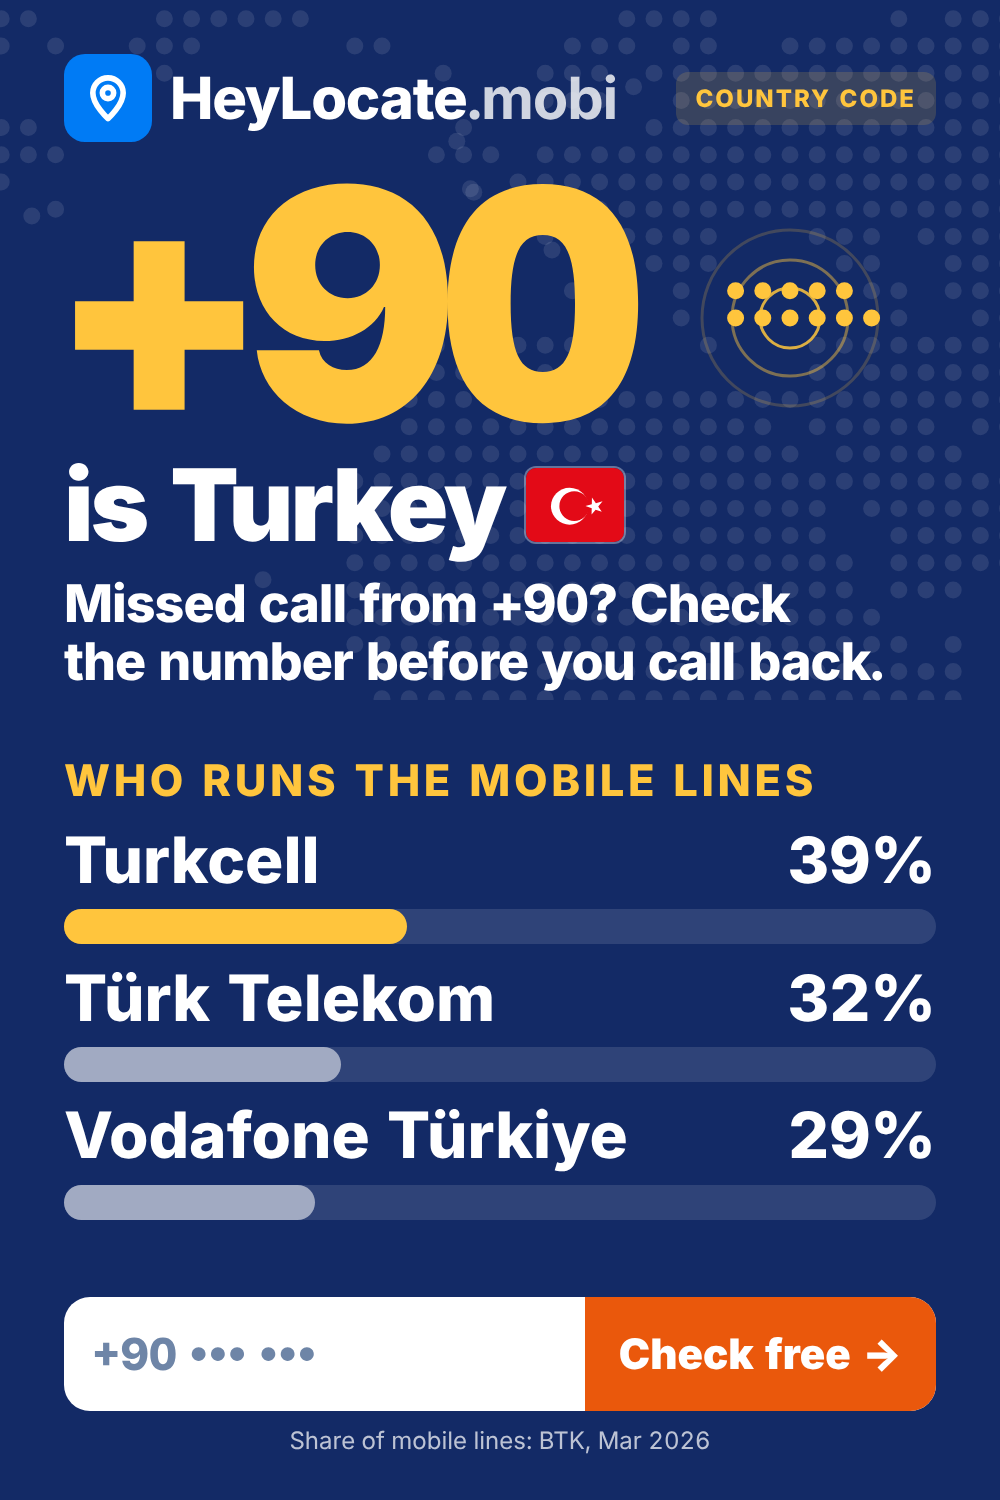 HeyLocate.mobi
COUNTRY CODE
+90
is Turkey
Missed call from +90? Check
the number before you call back.
WHO RUNS THE MOBILE LINES
Turkcell 39%
Türk Telekom 32%
Vodafone Türkiye 29%
+90 ••• •••
Check free →
Share of mobile lines: BTK, Mar 2026